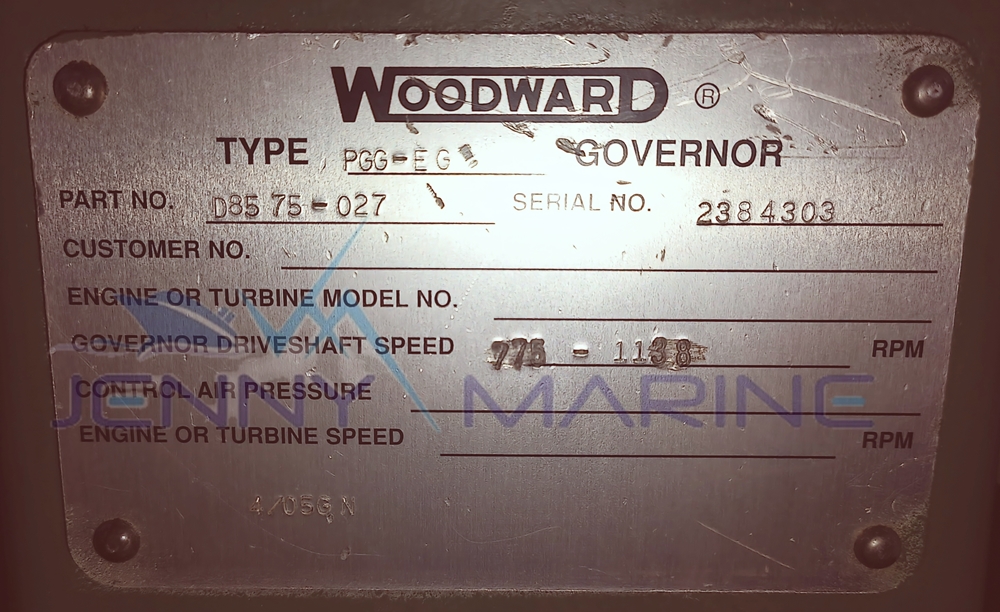 WOODWARD ®
TYPE PGG-EG GOVERNOR
PART NO. D8575-027 SERIAL NO. 2384303
CUSTOMER NO.
ENGINE OR TURBINE MODEL NO.
GOVERNOR DRIVESHAFT SPEED 775 - 1138 RPM
CONTROL AIR PRESSURE
JENNY MARINE
ENGINE OR TURBINE SPEED RPM